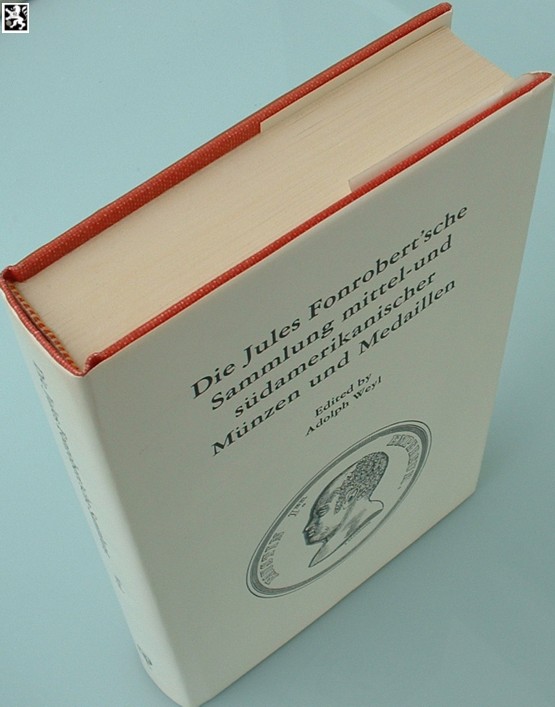 Die Jules Fonrobert'sche
Sammlung mittel-und
südamerikanischer
Münzen und Medaillen
Edited by
Adolph Weyl